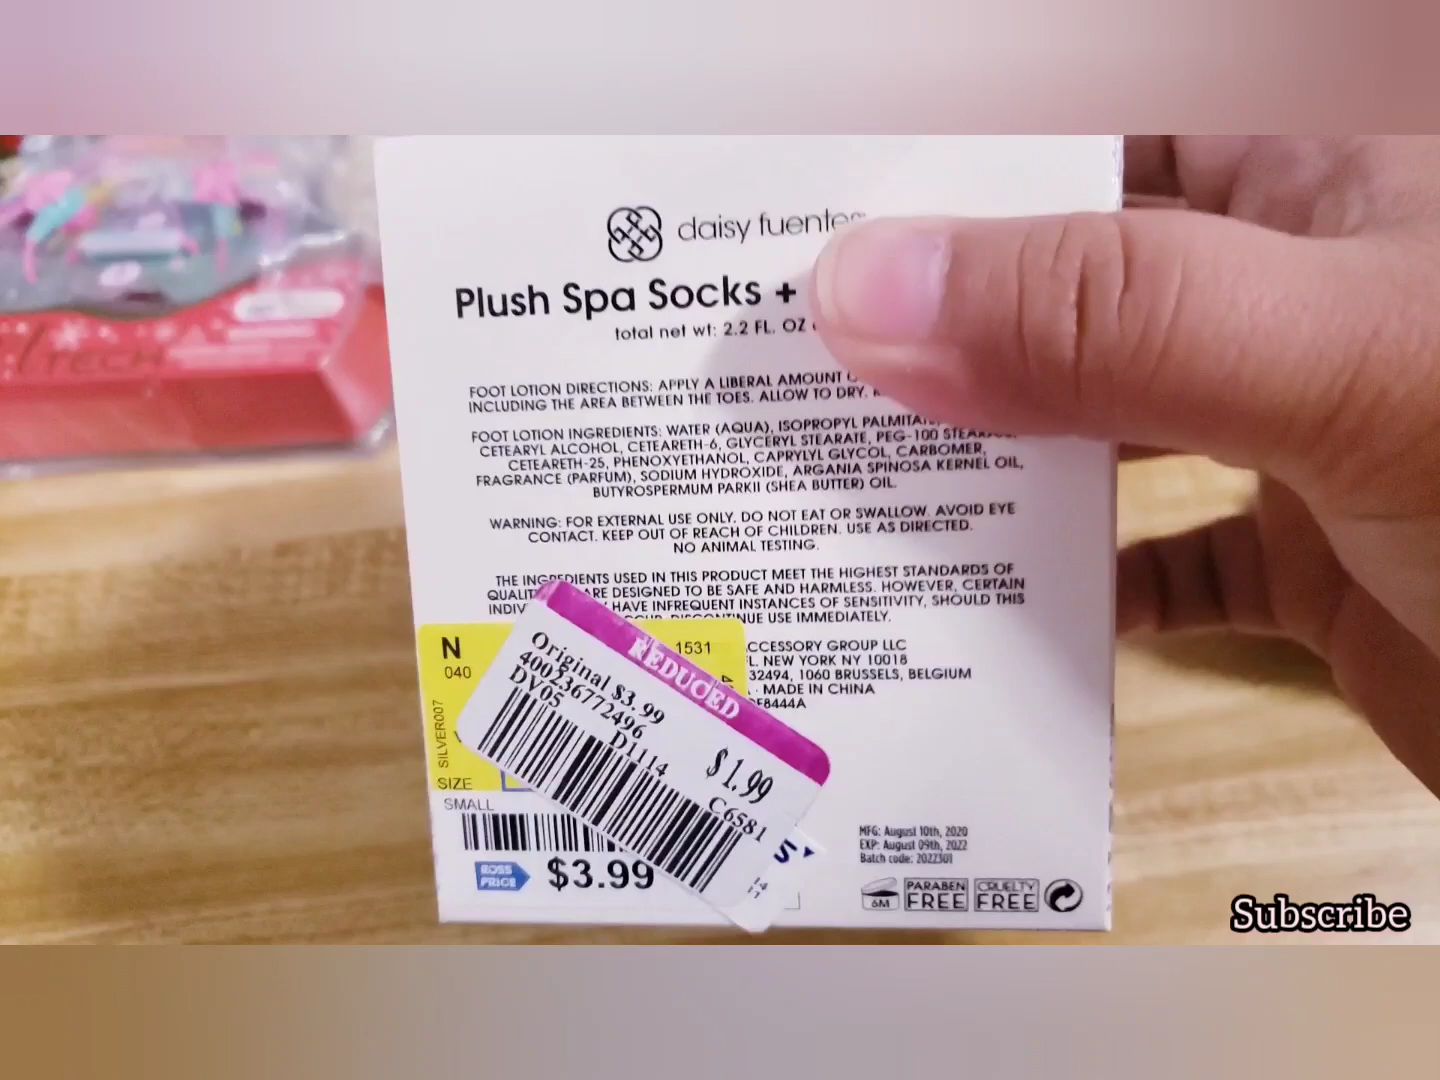 daisy fuentes
Plush Spa Socks +
total net wt: 2.2 FL. OZ
FOOT LOTION DIRECTIONS: APPLY A LIBERAL AMOUNT
INCLUDING THE AREA BETWEEN THE TOES. ALLOW TO DRY.
FOOT LOTION INGREDIENTS: WATER (AQUA), ISOPROPYL PALMITATE,
CETEARYL ALCOHOL, CETEARETH-6, GLYCERYL STEARATE, PEG-100 STEARATE,
CETEARETH-25, PHENOXYETHANOL, CAPRYLYL GLYCOL, CARBOMER,
FRAGRANCE (PARFUM), SODIUM HYDROXIDE, ARGANIA SPINOSA KERNEL OIL,
BUTYROSPERMUM PARKII (SHEA BUTTER) OIL.
WARNING: FOR EXTERNAL USE ONLY. DO NOT EAT OR SWALLOW. AVOID EYE
CONTACT. KEEP OUT OF REACH OF CHILDREN. USE AS DIRECTED.
NO ANIMAL TESTING.
THE INGREDIENTS USED IN THIS PRODUCT MEET THE HIGHEST STANDARDS OF
ARE DESIGNED TO BE SAFE AND HARMLESS. HOWEVER, CERTAIN
HAVE INFREQUENT INSTANCES OF SENSITIVITY, SHOULD THIS
OCCUR, DISCONTINUE USE IMMEDIATELY.
ACCESSORY GROUP LLC
FL. NEW YORK NY 10018
32494, 1060 BRUSSELS, BELGIUM
MADE IN CHINA
N
040
1531
SILVER007
SIZE
SMALL
REDUCED
Original $3.99
400236772496
DV05
D1114
$1.99
C6581
ROSS
PRICE
$3.99
MFG: August 10th, 2020
EXP: August 09th, 2022
Batch code: 2022301
6M
PARABEN
FREE
CRUELTY
FREE
TECH
Subscribe